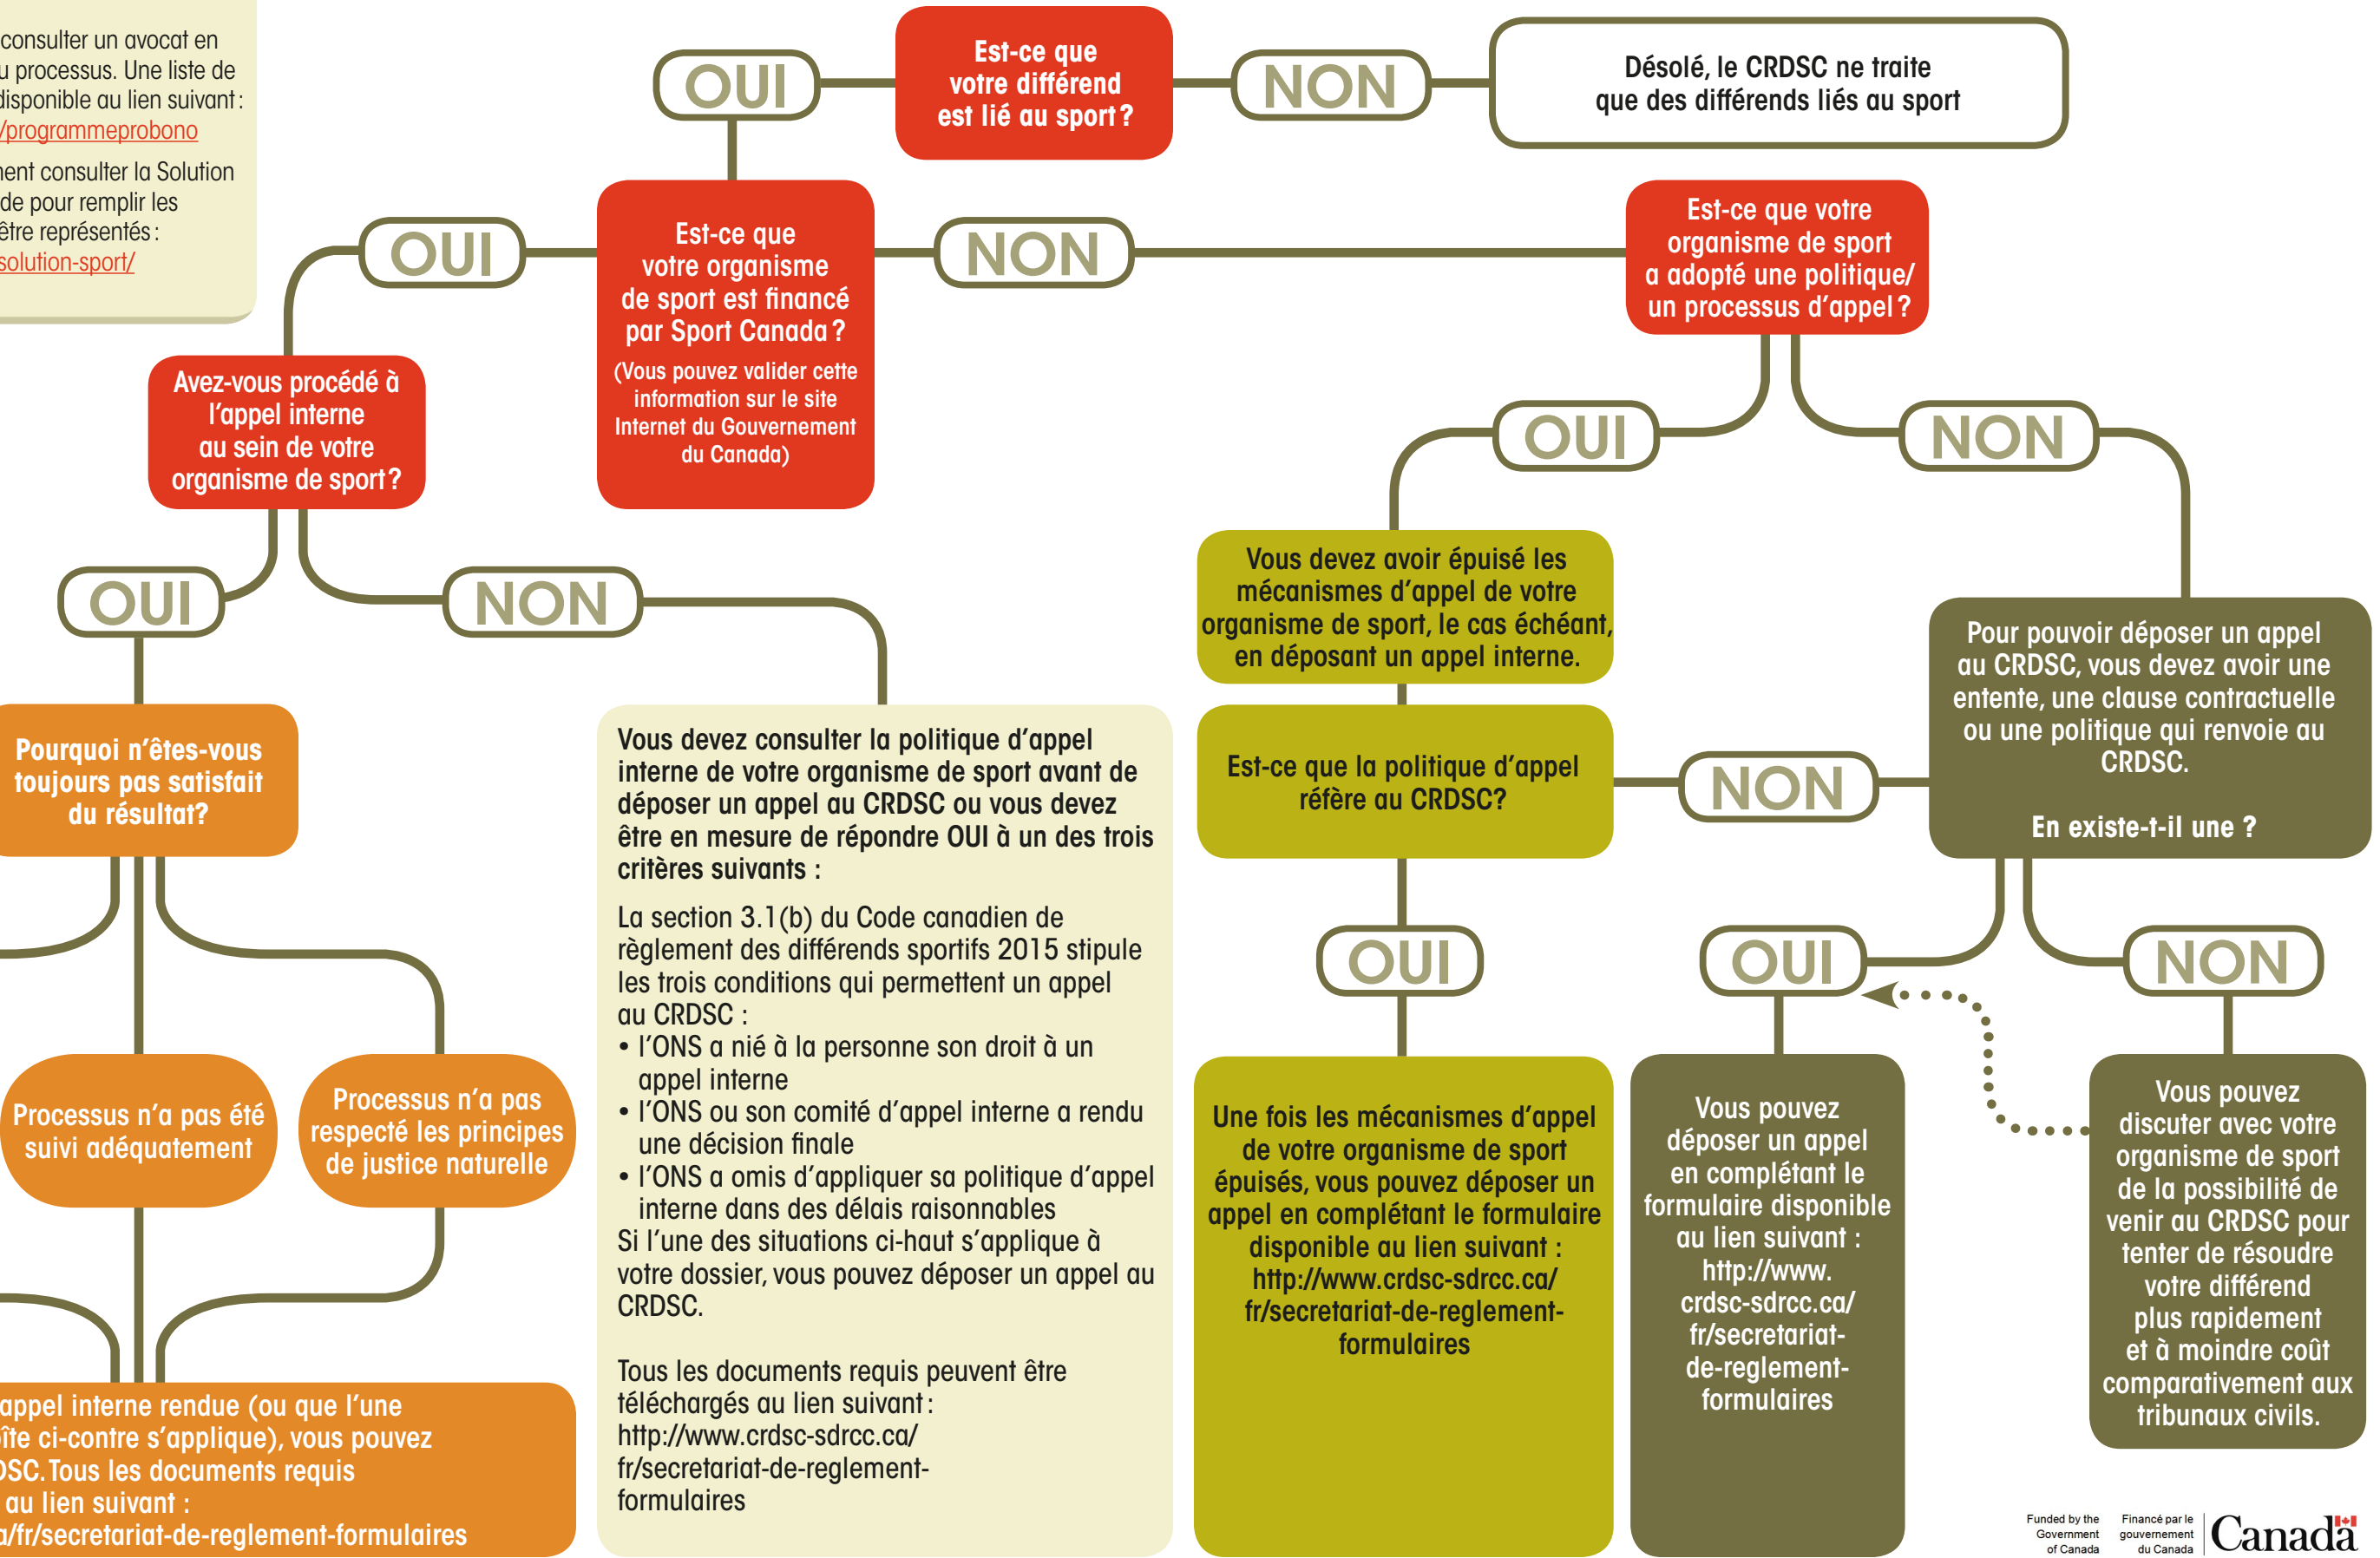 consulter un avocat en
u processus. Une liste de
disponible au lien suivant :
/programmeprobono
ent consulter la Solution
de pour remplir les
être représentés :
solution-sport/
Est-ce que
votre différend
est lié au sport ?
OUI
NON
Désolé, le CRDSC ne traite
que des différends liés au sport
Est-ce que
votre organisme
de sport est financé
par Sport Canada ?
(Vous pouvez valider cette
information sur le site
Internet du Gouvernement
du Canada)
OUI
NON
Est-ce que votre
organisme de sport
a adopté une politique/
un processus d’appel ?
Avez-vous procédé à
l’appel interne
au sein de votre
organisme de sport ?
OUI
NON
OUI
NON
Vous devez avoir épuisé les
mécanismes d’appel de votre
organisme de sport, le cas échéant,
en déposant un appel interne.
Pourquoi n’êtes-vous
toujours pas satisfait
du résultat?
Vous devez consulter la politique d’appel
interne de votre organisme de sport avant de
déposer un appel au CRDSC ou vous devez
être en mesure de répondre OUI à un des trois
critères suivants :
La section 3.1(b) du Code canadien de
règlement des différends sportifs 2015 stipule
les trois conditions qui permettent un appel
au CRDSC :
• l’ONS a nié à la personne son droit à un
appel interne
• l’ONS ou son comité d’appel interne a rendu
une décision finale
• l’ONS a omis d’appliquer sa politique d’appel
interne dans des délais raisonnables
Si l’une des situations ci-haut s’applique à
votre dossier, vous pouvez déposer un appel au
CRDSC.
Tous les documents requis peuvent être
téléchargés au lien suivant :
http://www.crdsc-sdrcc.ca/
fr/secretariat-de-reglement-
formulaires
Est-ce que la politique d’appel
réfère au CRDSC?
NON
Pour pouvoir déposer un appel
au CRDSC, vous devez avoir une
entente, une clause contractuelle
ou une politique qui renvoie au
CRDSC.
En existe-t-il une ?
OUI
OUI
NON
Processus n’a pas été
suivi adéquatement
Processus n’a pas
respecté les principes
de justice naturelle
Une fois les mécanismes d’appel
de votre organisme de sport
épuisés, vous pouvez déposer un
appel en complétant le formulaire
disponible au lien suivant :
http://www.crdsc-sdrcc.ca/
fr/secretariat-de-reglement-
formulaires
Vous pouvez
déposer un appel
en complétant le
formulaire disponible
au lien suivant :
http://www.
crdsc-sdrcc.ca/
fr/secretariat-
de-reglement-
formulaires
Vous pouvez
discuter avec votre
organisme de sport
de la possibilité de
venir au CRDSC pour
tenter de résoudre
votre différend
plus rapidement
et à moindre coût
comparativement aux
tribunaux civils.
appel interne rendue (ou que l’une
îte ci-contre s’applique), vous pouvez
DSC. Tous les documents requis
au lien suivant :
a/fr/secretariat-de-reglement-formulaires
Funded by the
Government
of Canada
Financé par le
gouvernement
du Canada
Canada